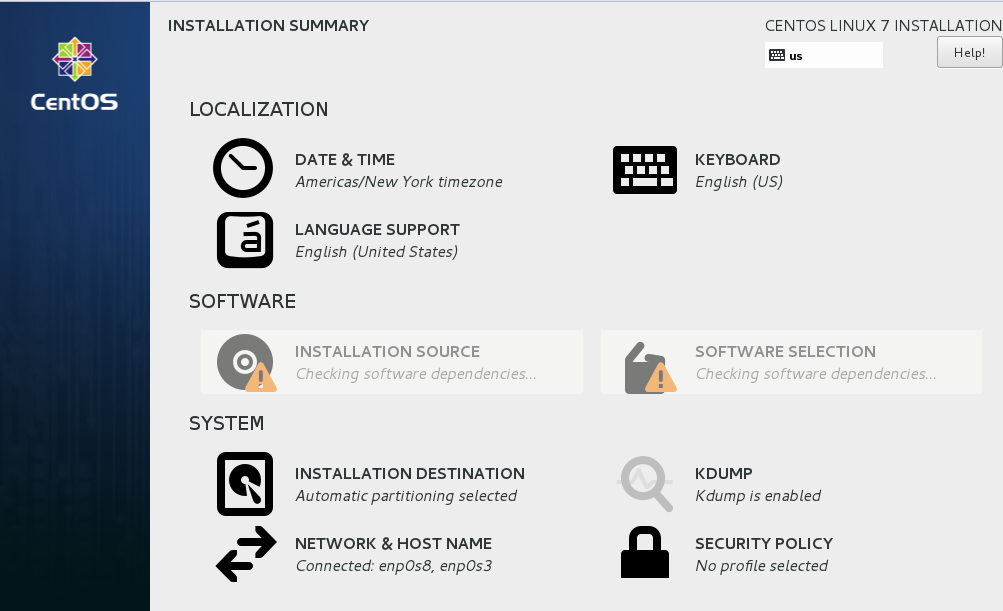 INSTALLATION SUMMARY
CENTOS LINUX 7 INSTALLATION
us
Help!
CentOS
LOCALIZATION
DATE & TIME
Americas/New York timezone
KEYBOARD
English (US)
á
LANGUAGE SUPPORT
English (United States)
SOFTWARE
INSTALLATION SOURCE
Checking software dependencies...
SOFTWARE SELECTION
Checking software dependencies...
SYSTEM
INSTALLATION DESTINATION
Automatic partitioning selected
KDUMP
Kdump is enabled
NETWORK & HOST NAME
Connected: enp0s8, enp0s3
SECURITY POLICY
No profile selected